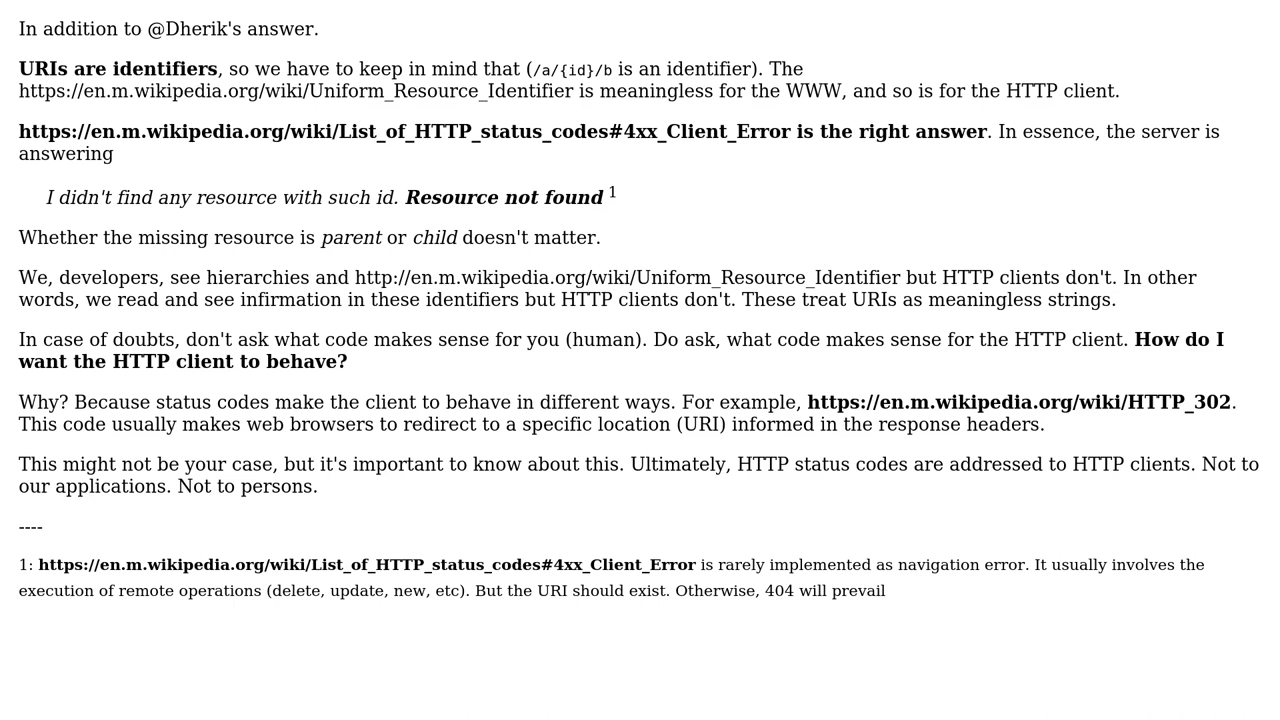 In addition to @Dherik's answer.
URIs are identifiers, so we have to keep in mind that (/a/{id}/b is an identifier). The
https://en.m.wikipedia.org/wiki/Uniform_Resource_Identifier is meaningless for the WWW, and so is for the HTTP client.
https://en.m.wikipedia.org/wiki/List_of_HTTP_status_codes#4xx_Client_Error is the right answer. In essence, the server is
answering
I didn't find any resource with such id. Resource not found 1
Whether the missing resource is parent or child doesn't matter.
We, developers, see hierarchies and http://en.m.wikipedia.org/wiki/Uniform_Resource_Identifier but HTTP clients don't. In other
words, we read and see infirmation in these identifiers but HTTP clients don't. These treat URIs as meaningless strings.
In case of doubts, don't ask what code makes sense for you (human). Do ask, what code makes sense for the HTTP client. How do I
want the HTTP client to behave?
Why? Because status codes make the client to behave in different ways. For example, https://en.m.wikipedia.org/wiki/HTTP_302.
This code usually makes web browsers to redirect to a specific location (URI) informed in the response headers.
This might not be your case, but it's important to know about this. Ultimately, HTTP status codes are addressed to HTTP clients. Not to
our applications. Not to persons.
----
1: https://en.m.wikipedia.org/wiki/List_of_HTTP_status_codes#4xx_Client_Error is rarely implemented as navigation error. It usually involves the
execution of remote operations (delete, update, new, etc). But the URI should exist. Otherwise, 404 will prevail